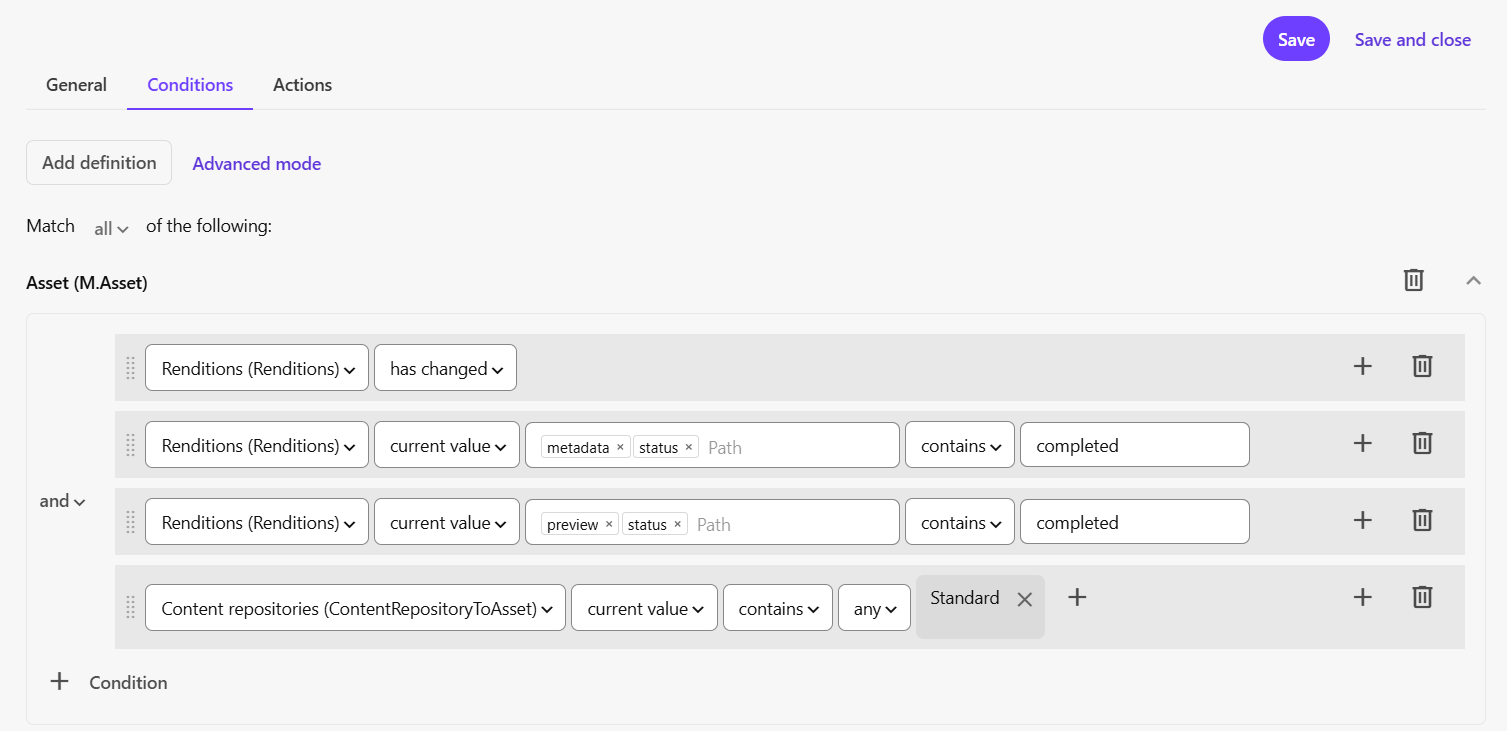 Save Save and close
General Conditions Actions
Add definition Advanced mode
Match all of the following:
Asset (M.Asset)
Renditions (Renditions) has changed
Renditions (Renditions) current value metadata × status × Path contains completed
and
Renditions (Renditions) current value preview × status × Path contains completed
Content repositories (ContentRepositoryToAsset) current value contains any Standard
Condition